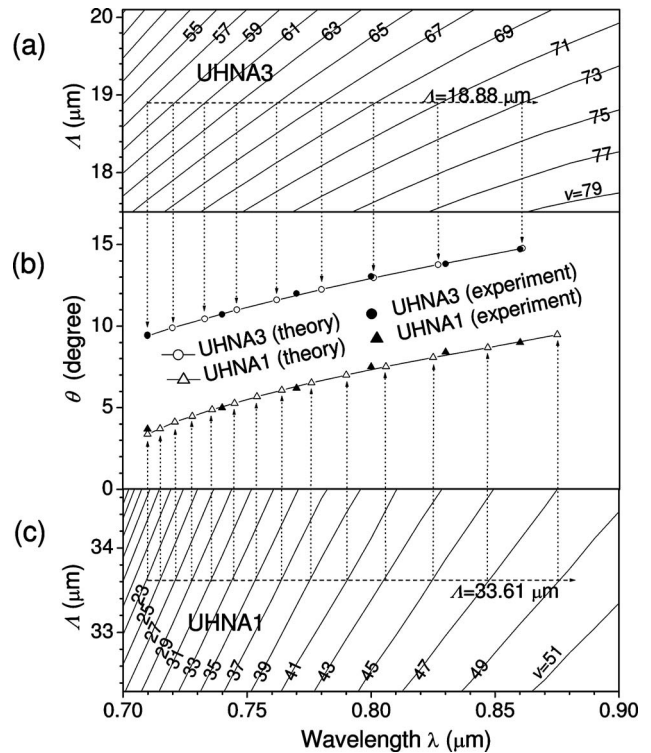 (a)
20
19
18
Λ (μm)
55
57
59
61
63
65
67
69
71
73
75
77
ν=79
UHNA3
Λ=18.88 μm
(b)
15
10
5
0
θ (degree)
UHNA3 (theory)
UHNA1 (theory)
UHNA3 (experiment)
UHNA1 (experiment)
(c)
34
33
Λ (μm)
23
25
27
29
31
33
35
37
39
41
43
45
47
49
ν=51
UHNA1
Λ=33.61 μm
0.70
0.75
0.80
0.85
0.90
Wavelength λ (μm)